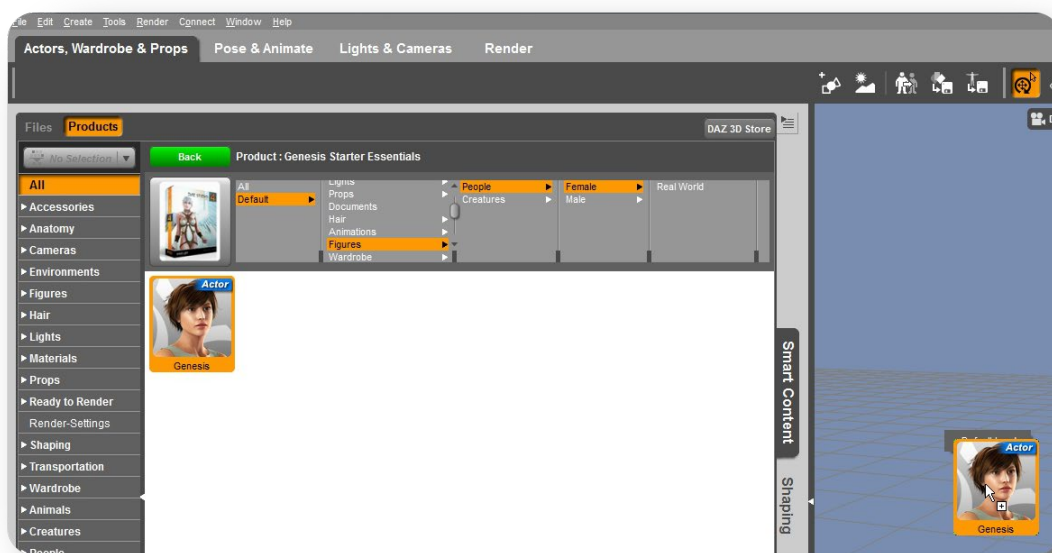 File Edit Create Tools Render Connect Window Help
Actors, Wardrobe & Props Pose & Animate Lights & Cameras Render
Files Products DAZ 3D Store
No Selection Back Product : Genesis Starter Essentials
All
Accessories
Anatomy
Cameras
Environments
Figures
Hair
Lights
Materials
Props
Ready to Render
Render-Settings
Shaping
Transportation
Wardrobe
Animals
Creatures
People
All
Default
Lights
Props
Documents
Hair
Animations
Figures
Wardrobe
People
Creatures
Female
Male
Real World
Actor
Genesis
Smart Content
Shaping
Actor
Genesis